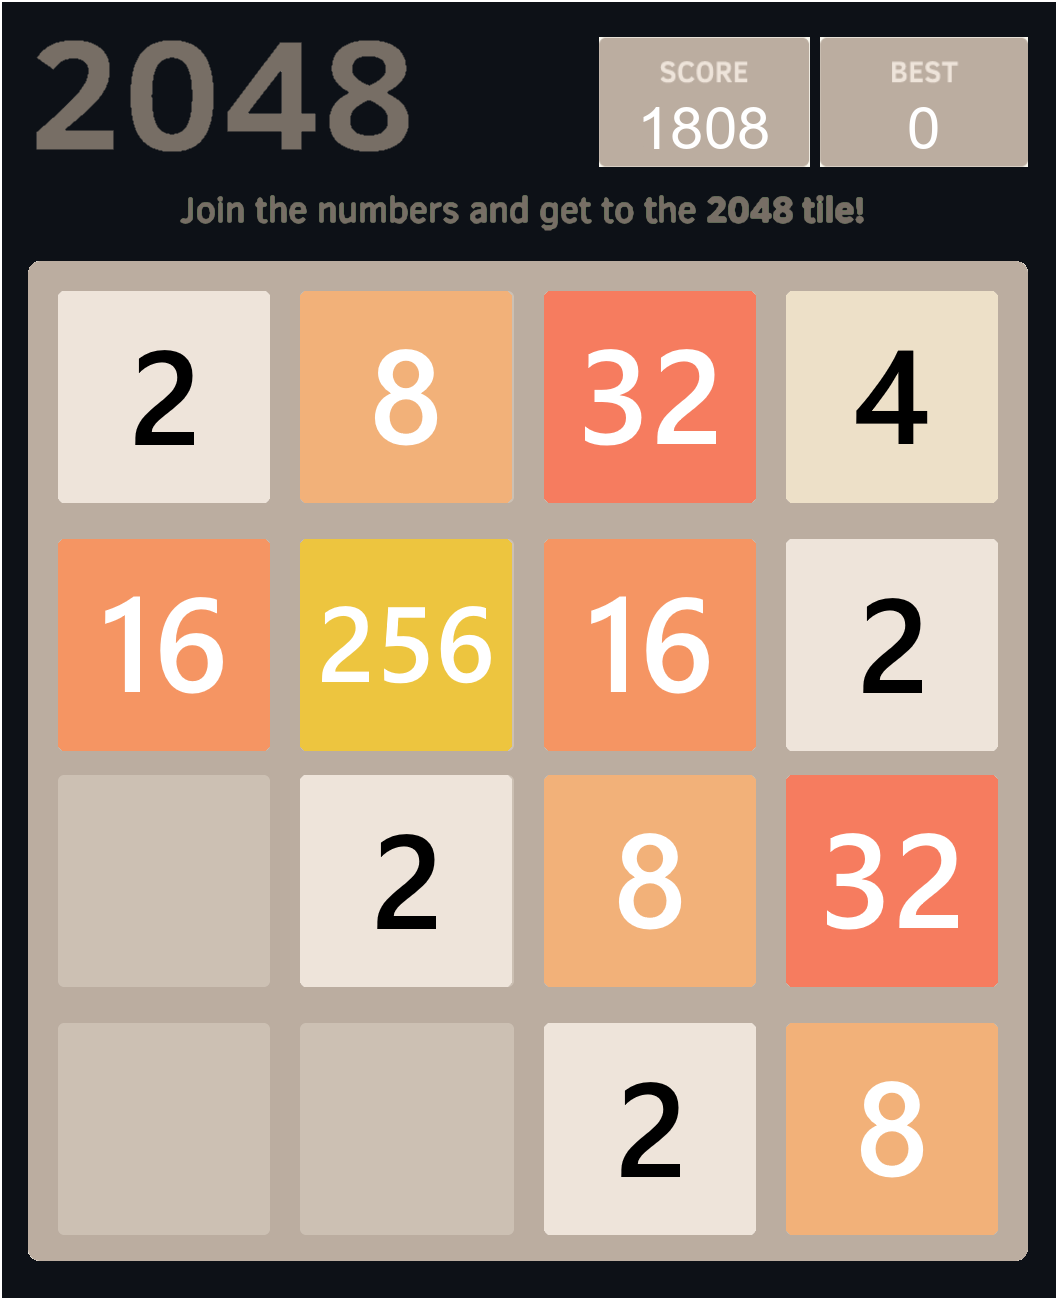 2048
SCORE BEST
1808 0
Join the numbers and get to the 2048 tile!
2 8 32 4
16 256 16 2
2 8 32
2 8